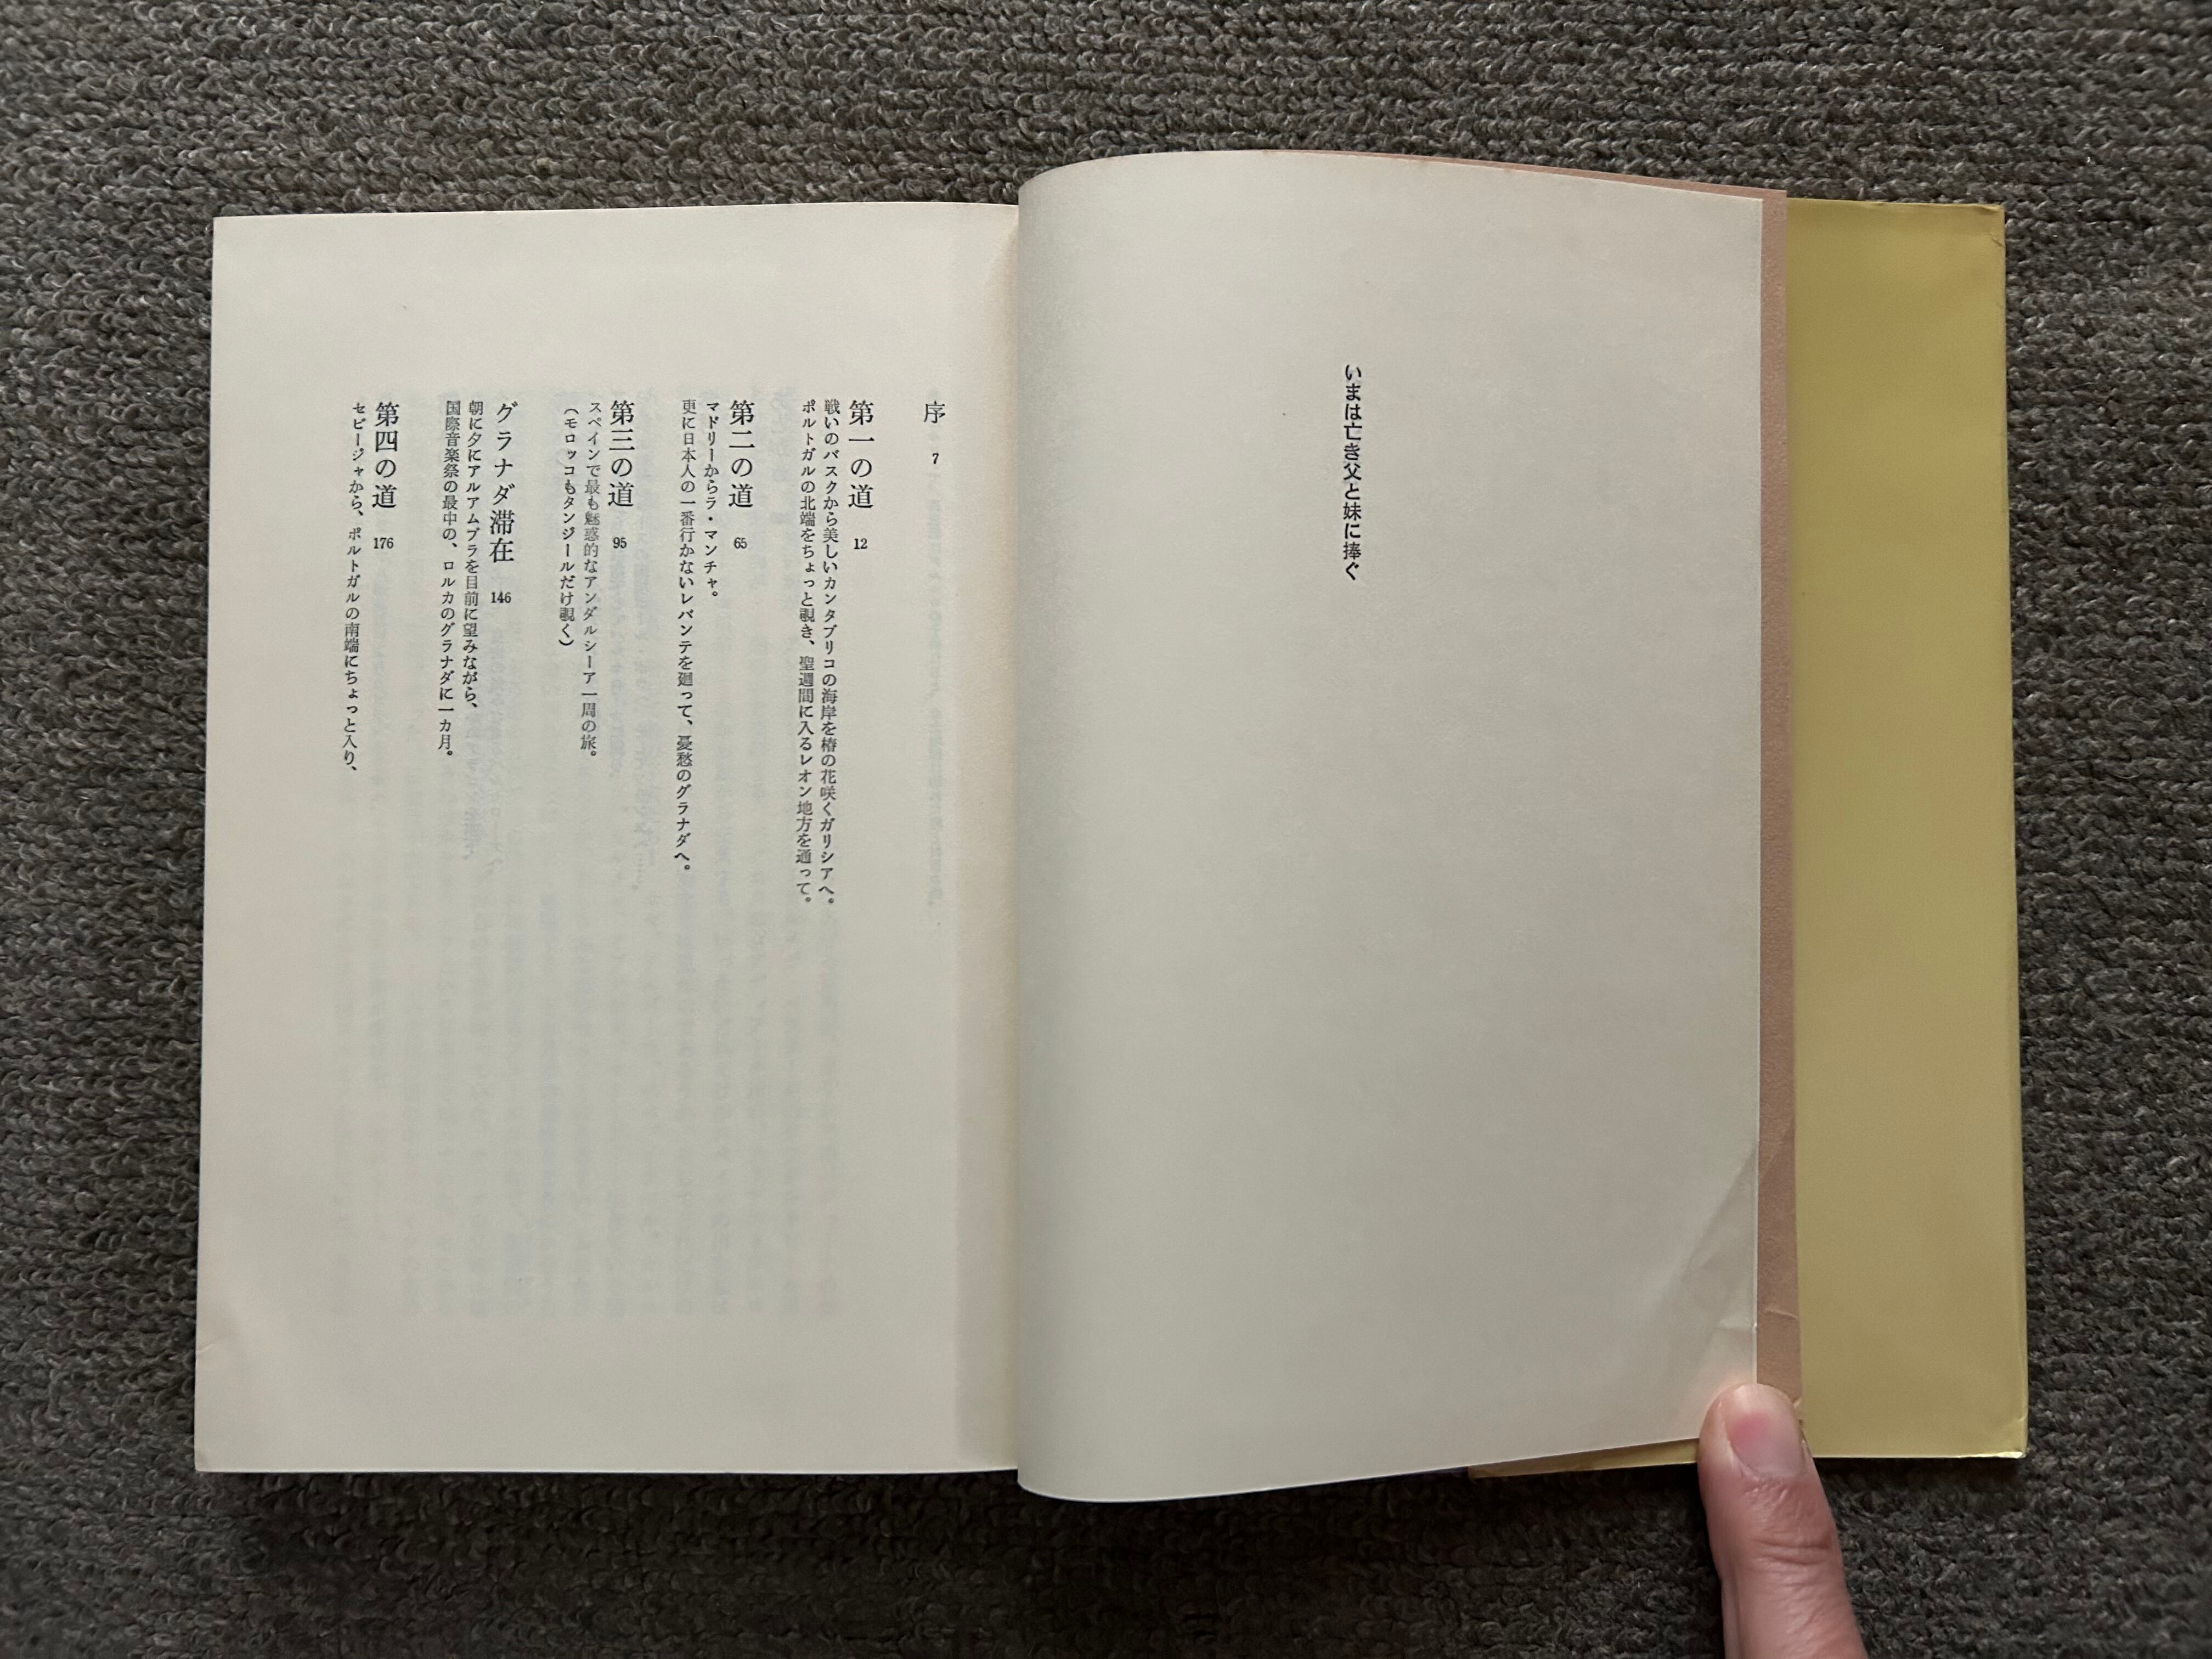 いまは亡き父と妹に捧ぐ
序 7
第一の道 12
戦いのバスクから美しいカンタブリコの海岸を椿の花咲くガリシアへ。
ポルトガルの北端をちょっと覗き、聖週間に入るレオン地方を通って。
第二の道 65
マドリーからラ・マンチャ。
更に日本人の一番行かないレバンテを廻って、憂愁のグラナダへ。
第三の道 95
スペインで最も魅惑的なアンダルシーア一周の旅。
（モロッコもタンジールだけ覗く）
グラナダ滞在 146
朝に夕にアルアムブラを目前に望みながら、
国際音楽祭の最中の、ロルカのグラナダに一カ月。
第四の道 176
セビージャから、ポルトガルの南端にちょっと入り、